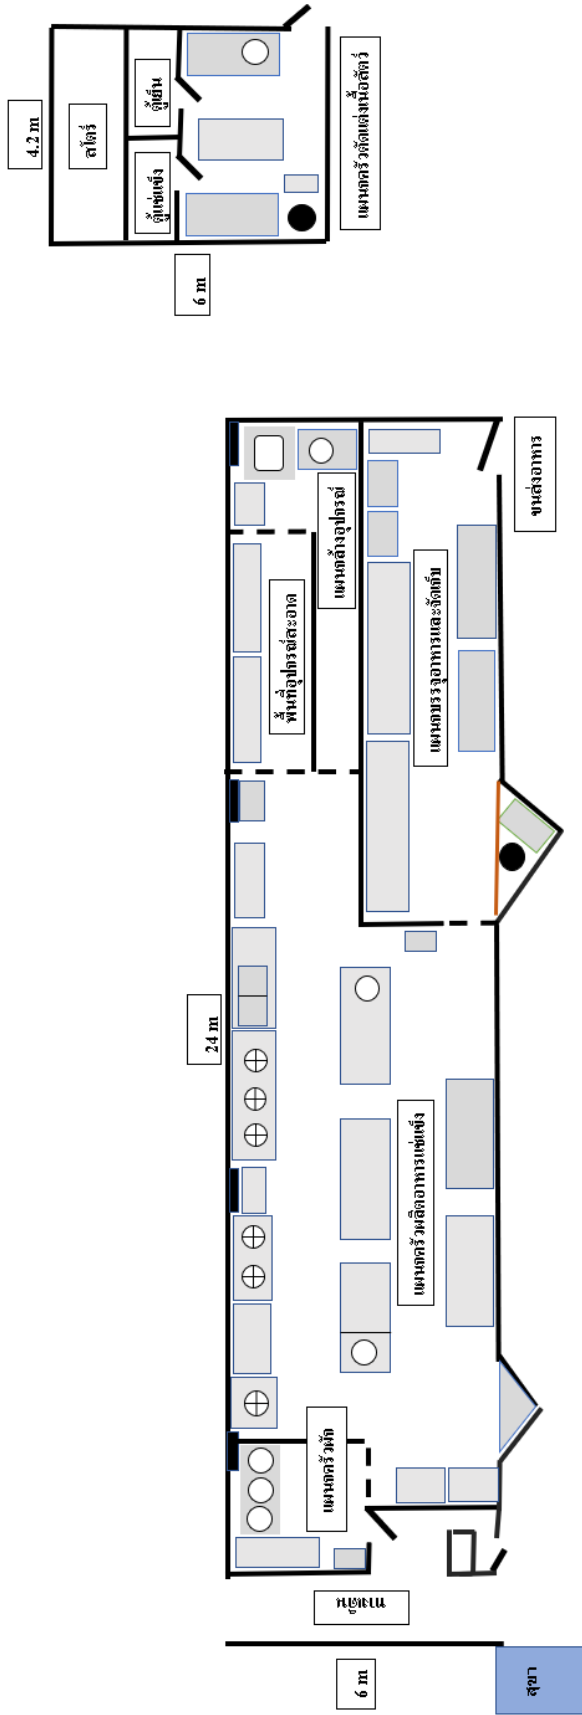 4.2 m
สโตร์
ตู้เย็น
ตู้แช่แข็ง
แผนกครัวตัดแต่งเนื้อสัตว์
6 m
ขนส่งอาหาร
แผนกล้างอุปกรณ์
พื้นที่อุปกรณ์สะอาด
แผนกบรรจุอาหารและจัดเก็บ
24 m
แผนกครัวผลิตอาหารแช่แข็ง
แผนกครัวผัก
ทางเดิน
6 m
สุขา